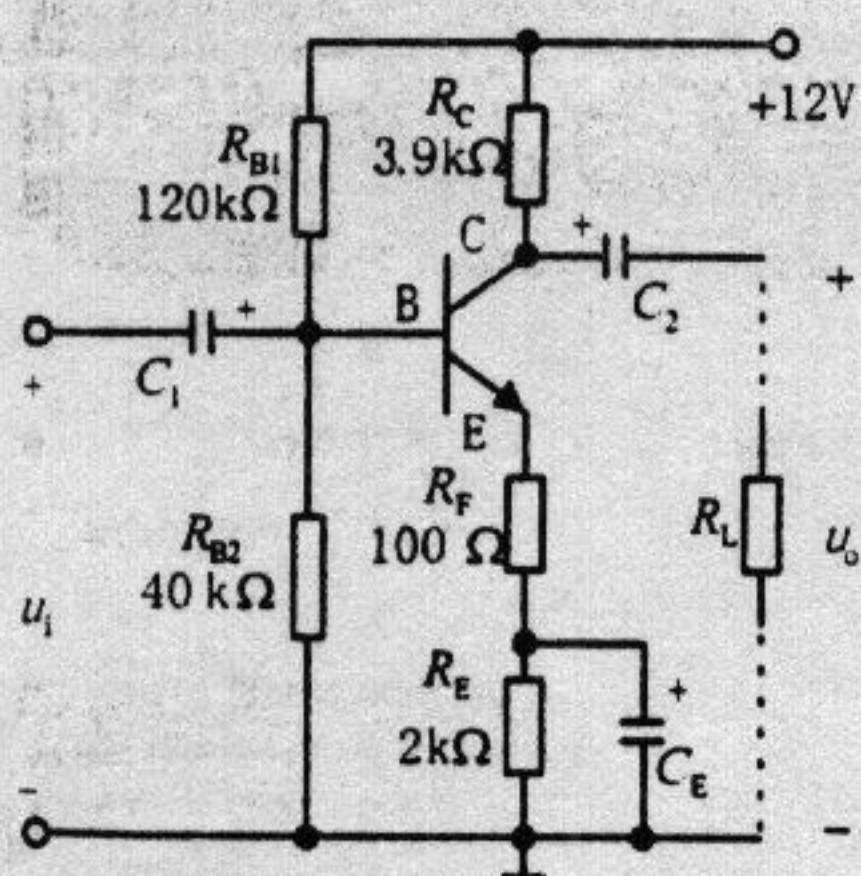 R_C
3.9kΩ
+12V
R_B1
120kΩ
C
+
C_2
+
B
+
C_1
+
E
R_F
100 Ω
R_L
u_o
R_B2
40 kΩ
u_i
R_E
2kΩ
+
C_E
-
-